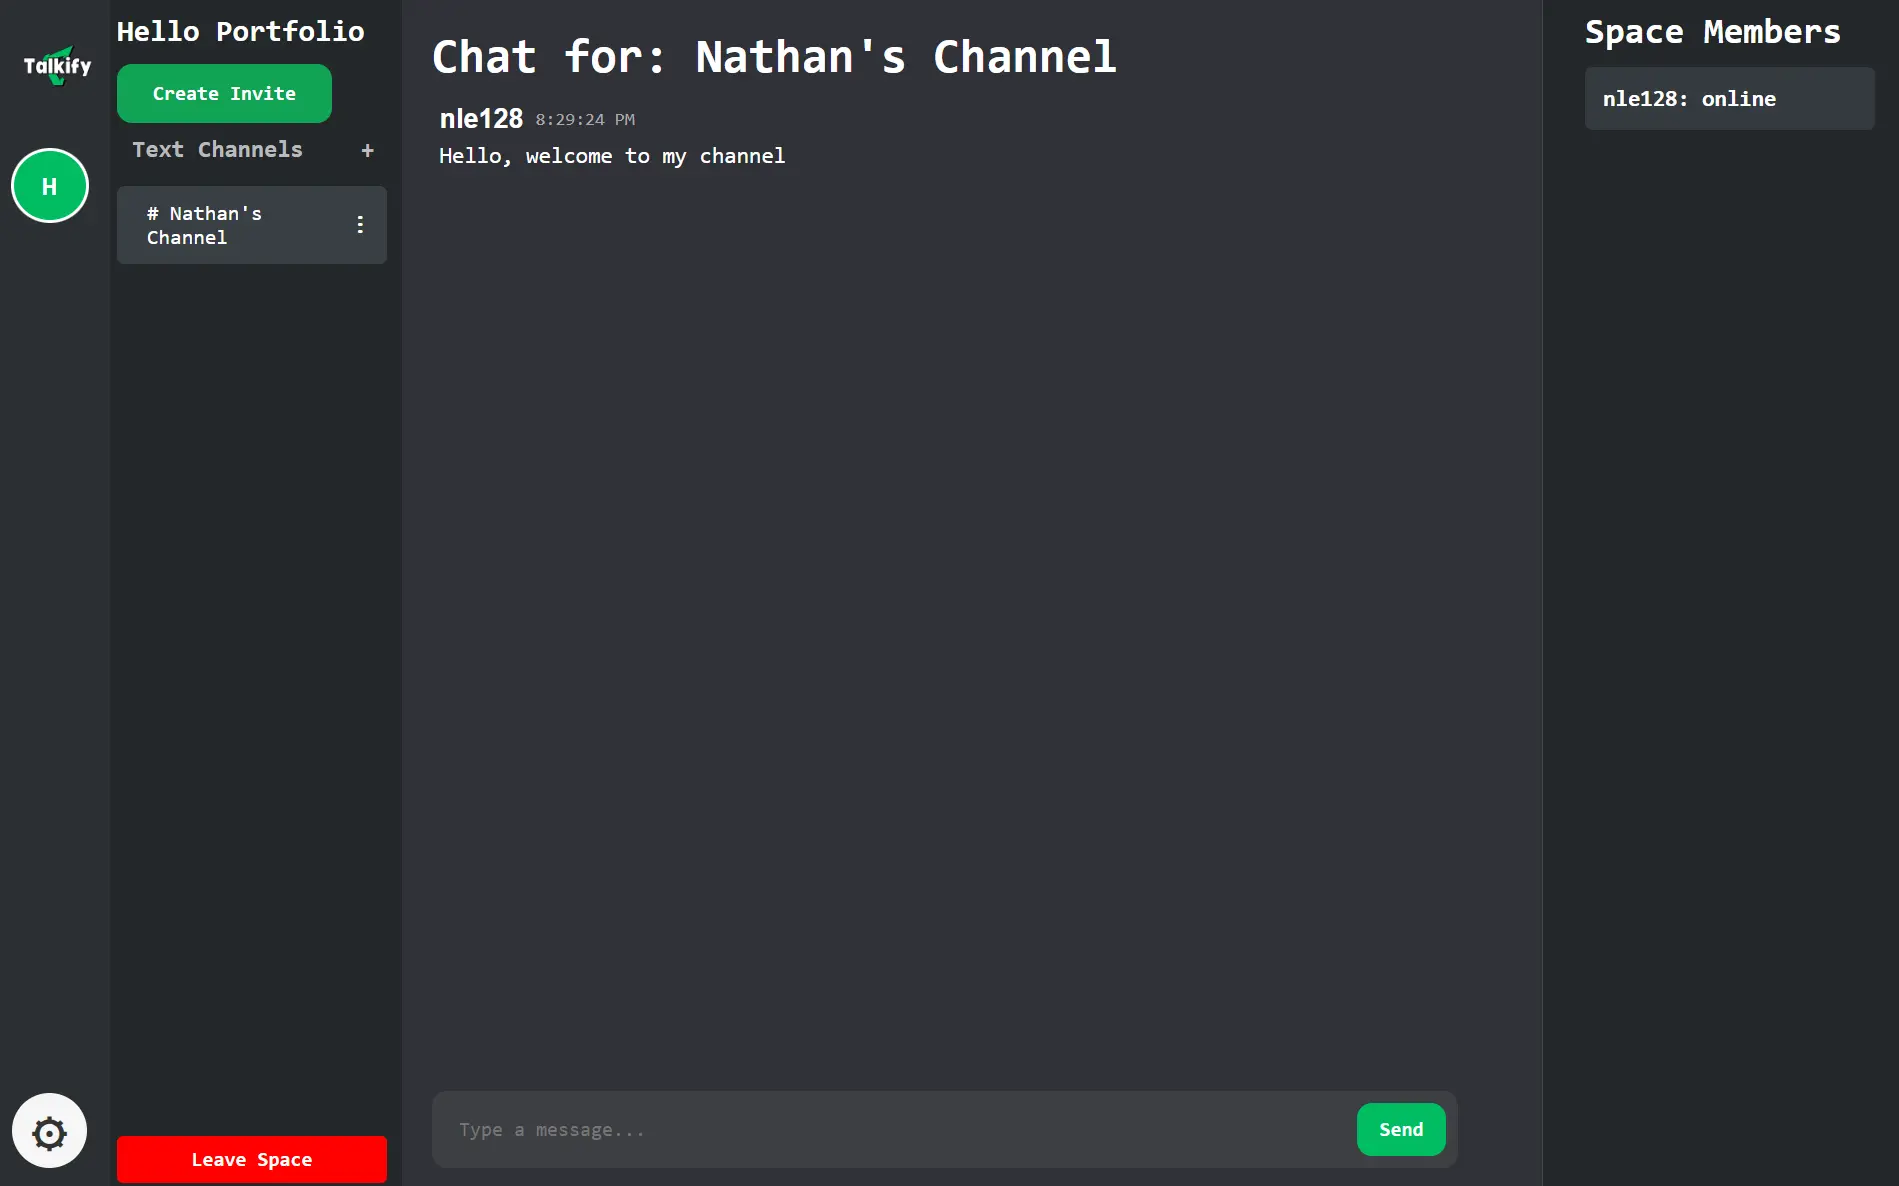 Talkify
H
Hello Portfolio
Create Invite
Text Channels +
# Nathan's
Channel
Leave Space
Chat for: Nathan's Channel
nle128 8:29:24 PM
Hello, welcome to my channel
Type a message...
Send
Space Members
nle128: online